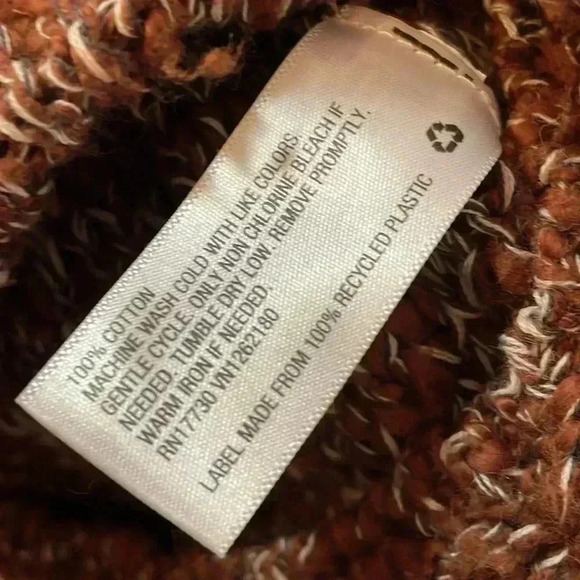 100% COTTON
MACHINE WASH COLD WITH LIKE COLORS.
GENTLE CYCLE. ONLY NON CHLORINE BLEACH IF
NEEDED. TUMBLE DRY LOW. REMOVE PROMPTLY.
WARM IRON IF NEEDED.
RN17730 VN1262180
LABEL MADE FROM 100% RECYCLED PLASTIC